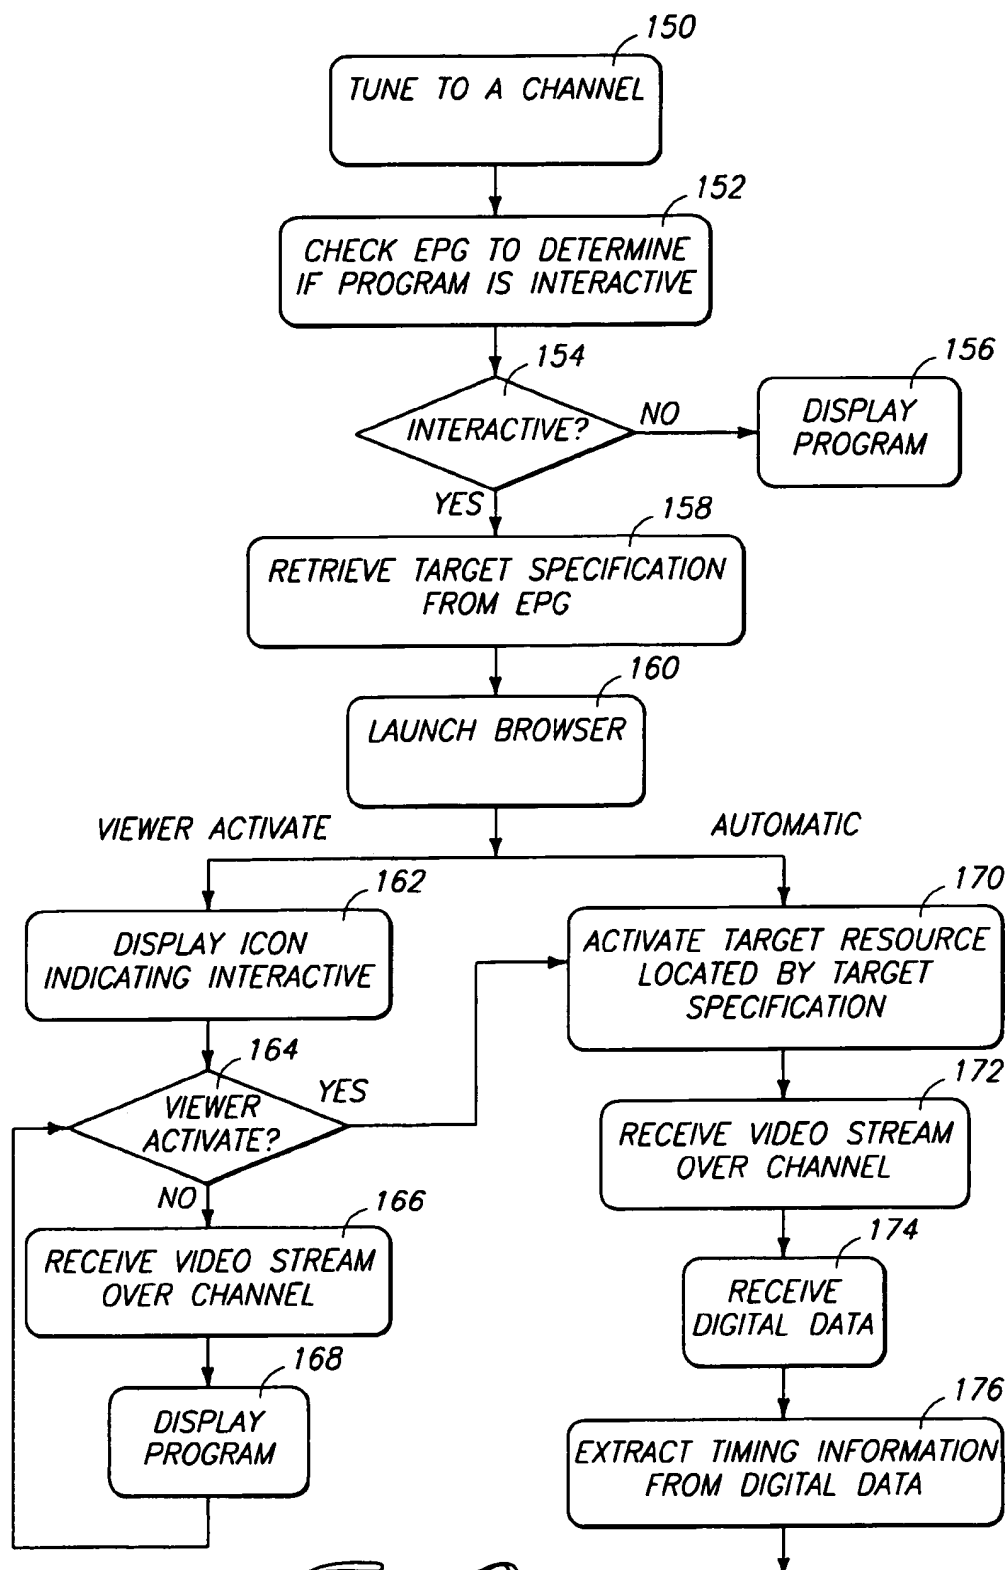 150
TUNE TO A CHANNEL
152
CHECK EPG TO DETERMINE
IF PROGRAM IS INTERACTIVE
154
INTERACTIVE?
NO
156
DISPLAY
PROGRAM
YES
158
RETRIEVE TARGET SPECIFICATION
FROM EPG
160
LAUNCH BROWSER
VIEWER ACTIVATE
AUTOMATIC
162
DISPLAY ICON
INDICATING INTERACTIVE
164
VIEWER
ACTIVATE?
YES
NO
166
RECEIVE VIDEO STREAM
OVER CHANNEL
168
DISPLAY
PROGRAM
170
ACTIVATE TARGET RESOURCE
LOCATED BY TARGET
SPECIFICATION
172
RECEIVE VIDEO STREAM
OVER CHANNEL
174
RECEIVE
DIGITAL DATA
176
EXTRACT TIMING INFORMATION
FROM DIGITAL DATA